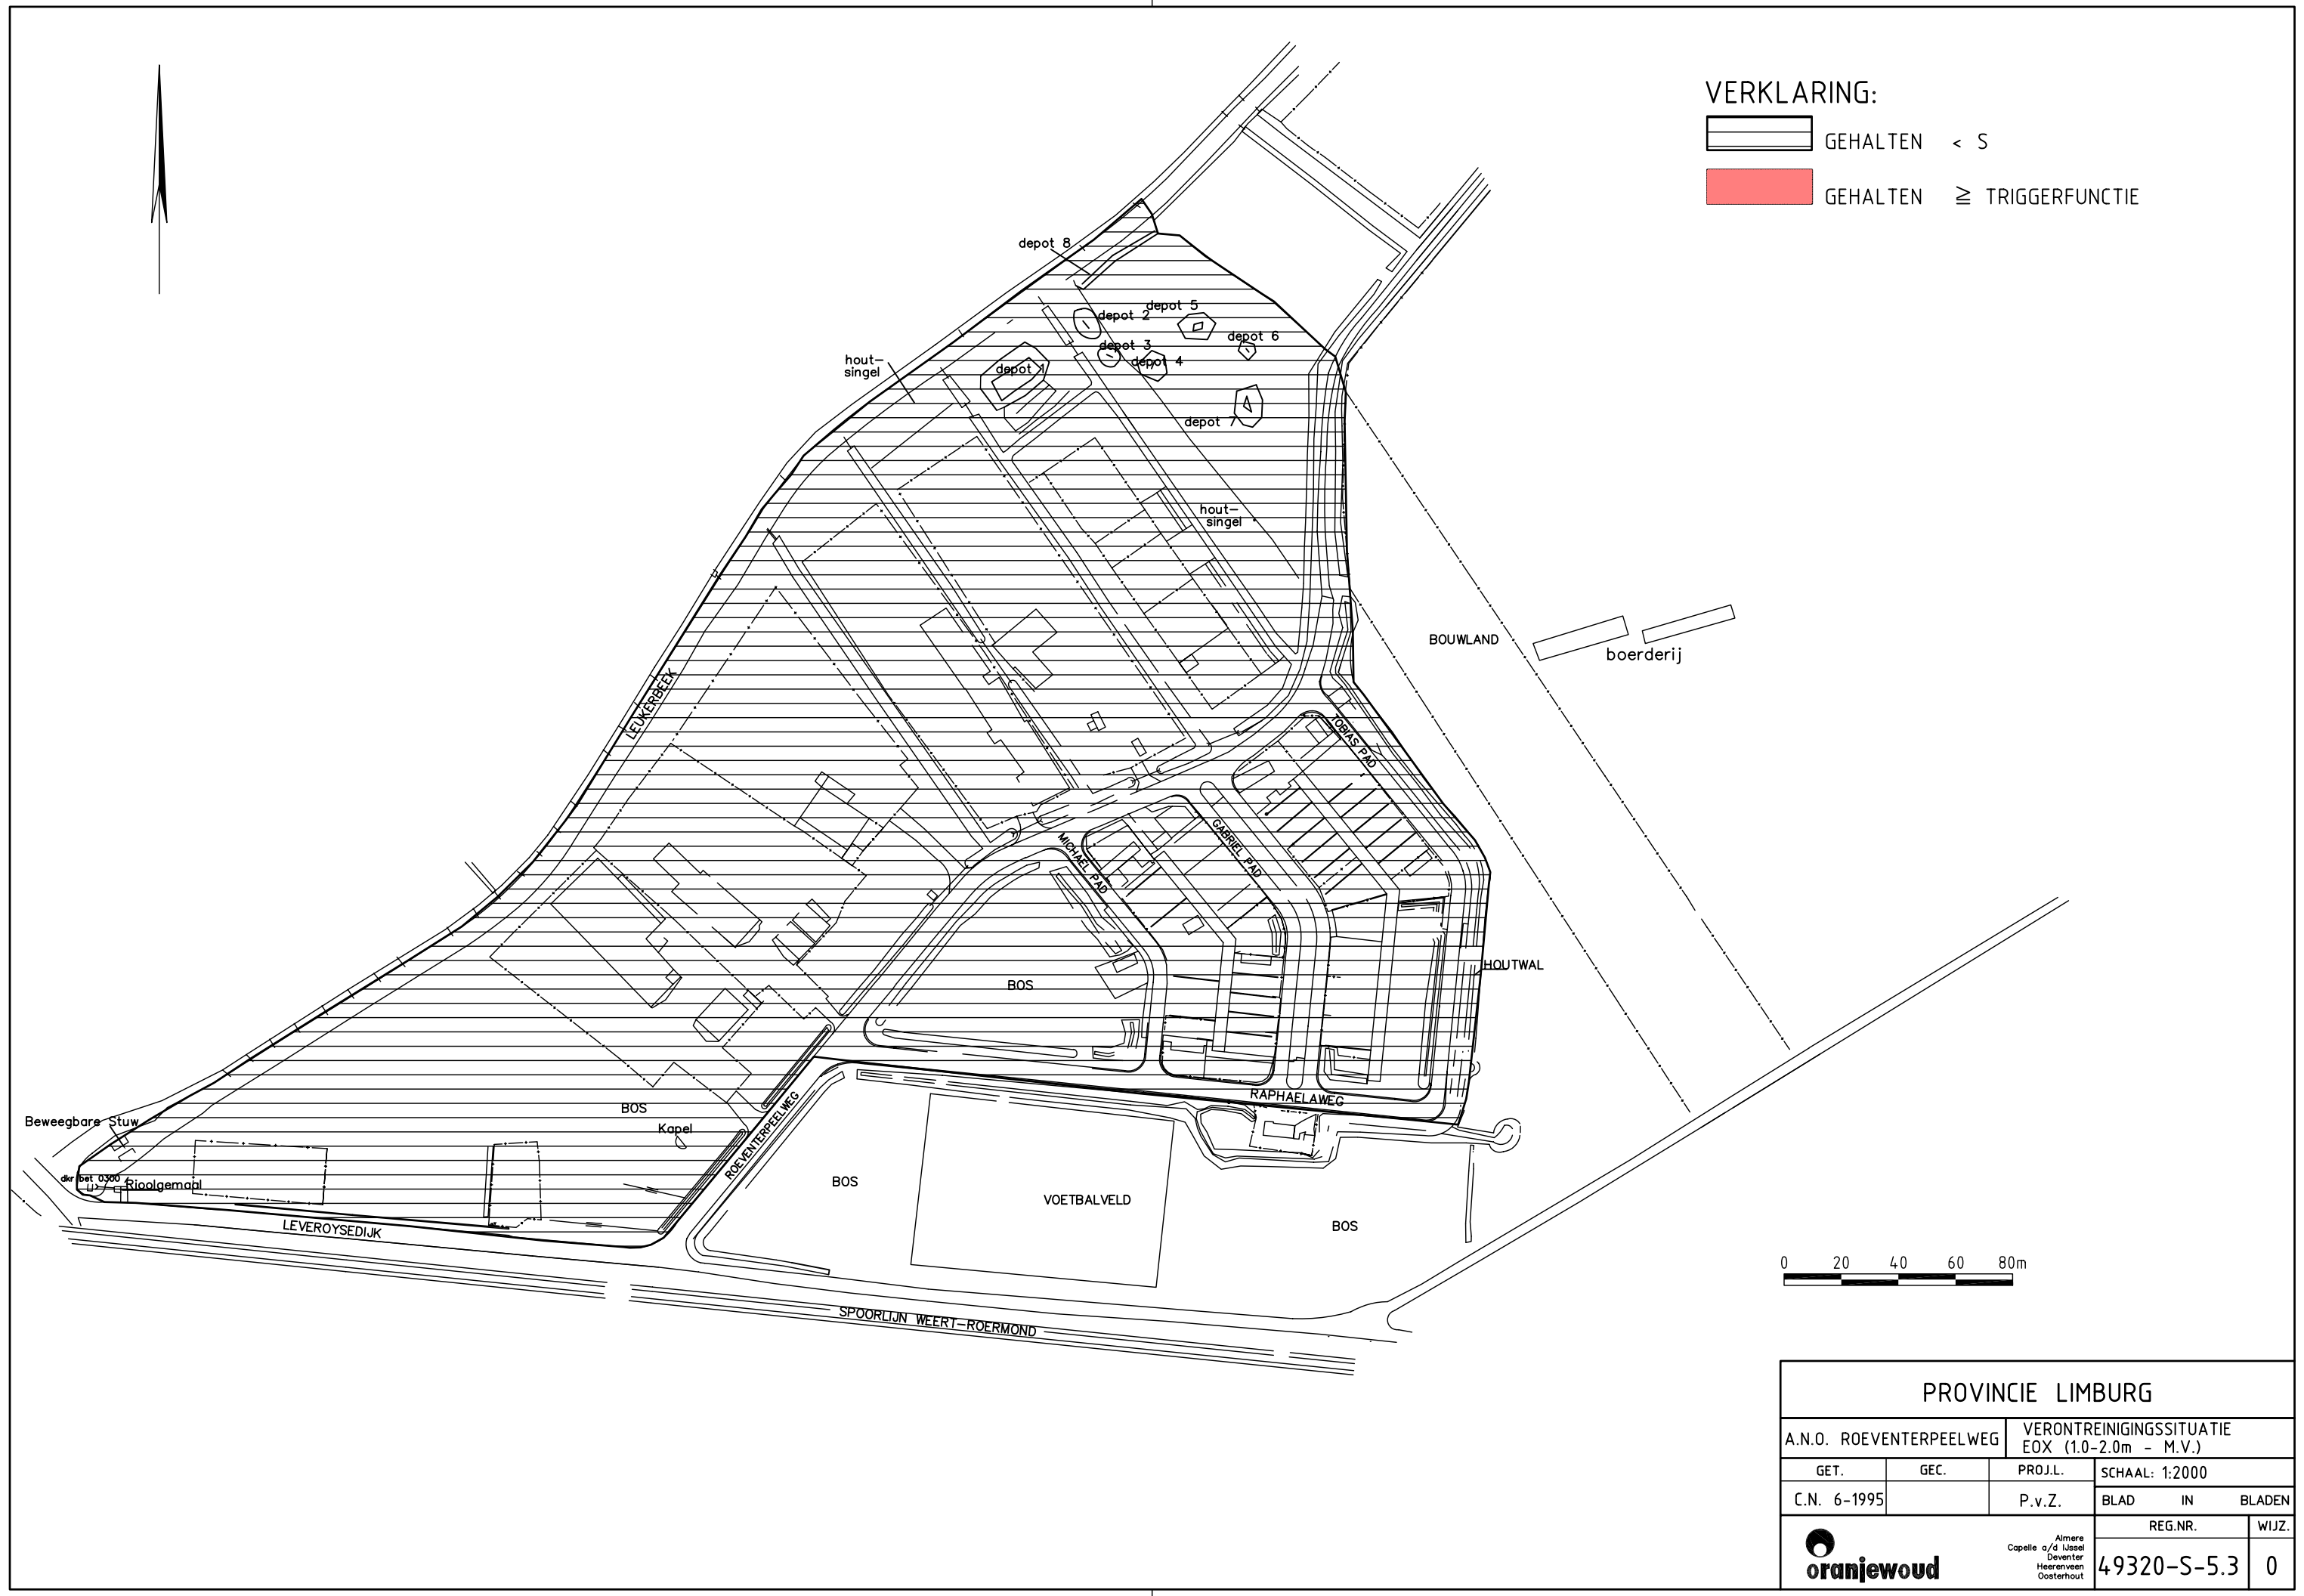 VERKLARING:
GEHALTEN < S
GEHALTEN ≧ TRIGGERFUNCTIE
depot 8
depot 5
depot 2
depot 6
depot 3
depot 4
depot 1
hout-
singel
depot 7
hout-
singel
BOUWLAND
boerderij
LEUKERBEEK
TOBIAS PAD
GABRIEL PAD
MICHAEL PAD
HOUTWAL
BOS
RAPHAELAWEG
BOS
Kapel
Beweegbare Stuw
ROEVENTERPEELWEG
dkr bet 0300
Rioolgemaal
BOS
VOETBALVELD
BOS
LEVEROYSEDIJK
SPOORLIJN WEERT-ROERMOND
0 20 40 60 80m
PROVINCIE LIMBURG
A.N.O. ROEVENTERPEELWEG
VERONTREINIGINGSSITUATIE
EOX (1.0-2.0m - M.V.)
GET. GEC. PROJ.L. SCHAAL: 1:2000
C.N. 6-1995 P.v.Z. BLAD IN BLADEN
REG.NR. WIJZ.
oranjewoud
Almere
Capelle a/d IJssel
Deventer
Heerenveen
Oosterhout
49320-S-5.3 0